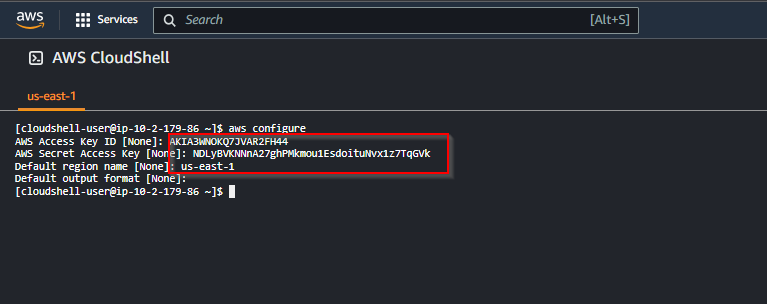 aws
Services
Search
[Alt+S]
AWS CloudShell
us-east-1
[cloudshell-user@ip-10-2-179-86 ~]$ aws configure
AWS Access Key ID [None]: AKIA3WNOKQ7JVAR2FH44
AWS Secret Access Key [None]: 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
Default region name [None]: us-east-1
Default output format [None]:
[cloudshell-user@ip-10-2-179-86 ~]$